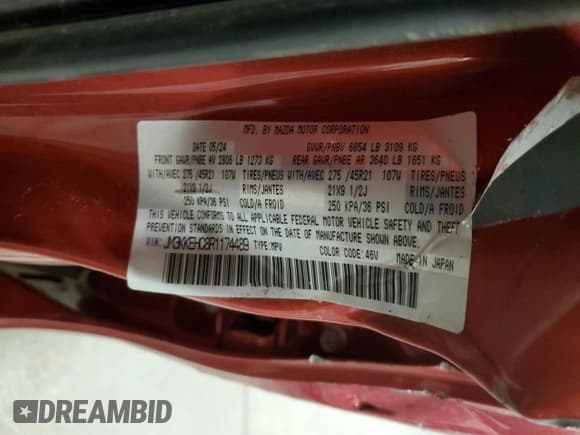 MFD. BY MAZDA MOTOR CORPORATION
DATE 05/24 GVWR/PNBV 6854 LB 3109 KG
FRONT GAWR/PNBE AV 2806 LB 1273 KG REAR GAWR/PNBE AR 3640 LB 1651 KG
WITH/AVEC 275 /45R21 107W TIRES/PNEUS WITH/AVEC 275 /45R21 107W TIRES/PNEUS
21X9 1/2J RIMS/JANTES 21X9 1/2J RIMS/JANTES
250 KPA/36 PSI COLD/A FROID 250 KPA/36 PSI COLD/A FROID
THIS VEHICLE CONFORMS TO ALL APPLICABLE FEDERAL MOTOR VEHICLE SAFETY AND THEFT
PREVENTION STANDARDS IN EFFECT ON THE DATE OF MANUFACTURE SHOWN ABOVE.
VIN: JM3KKEHC8R1174489 TYPE: MPV COLOR CODE: 46V MADE IN JAPAN
DREAMBID